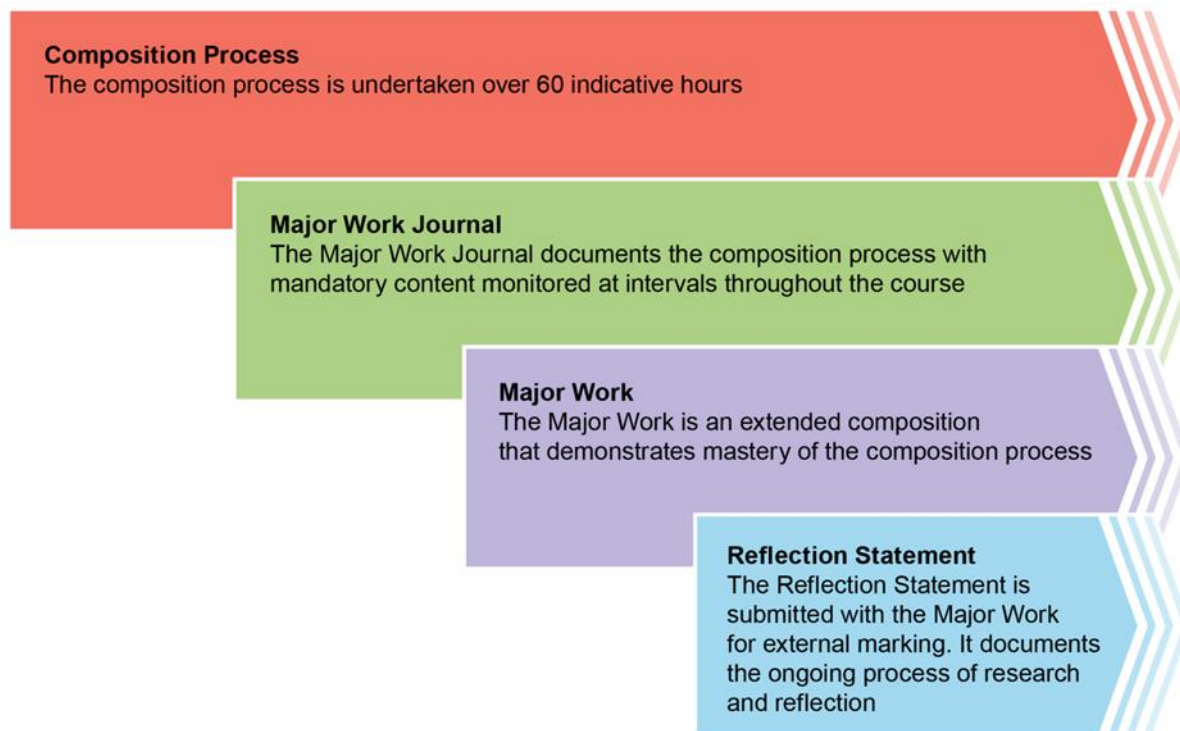 Composition Process
The composition process is undertaken over 60 indicative hours
Major Work Journal
The Major Work Journal documents the composition process with
mandatory content monitored at intervals throughout the course
Major Work
The Major Work is an extended composition
that demonstrates mastery of the composition process
Reflection Statement
The Reflection Statement is
submitted with the Major Work
for external marking. It documents
the ongoing process of research
and reflection